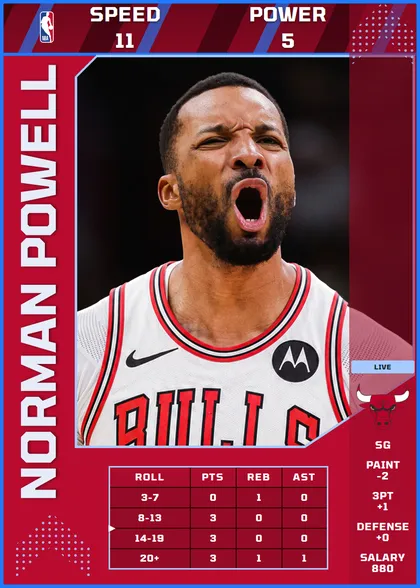 SPEED
11
POWER
5
NBA
NORMAN POWELL
BULLS
LIVE
SG
PAINT
-2
3PT
+1
DEFENSE
+0
SALARY
880
ROLL PTS REB AST
3-7 0 1 0
8-13 3 0 0
14-19 3 0 0
20+ 3 1 1